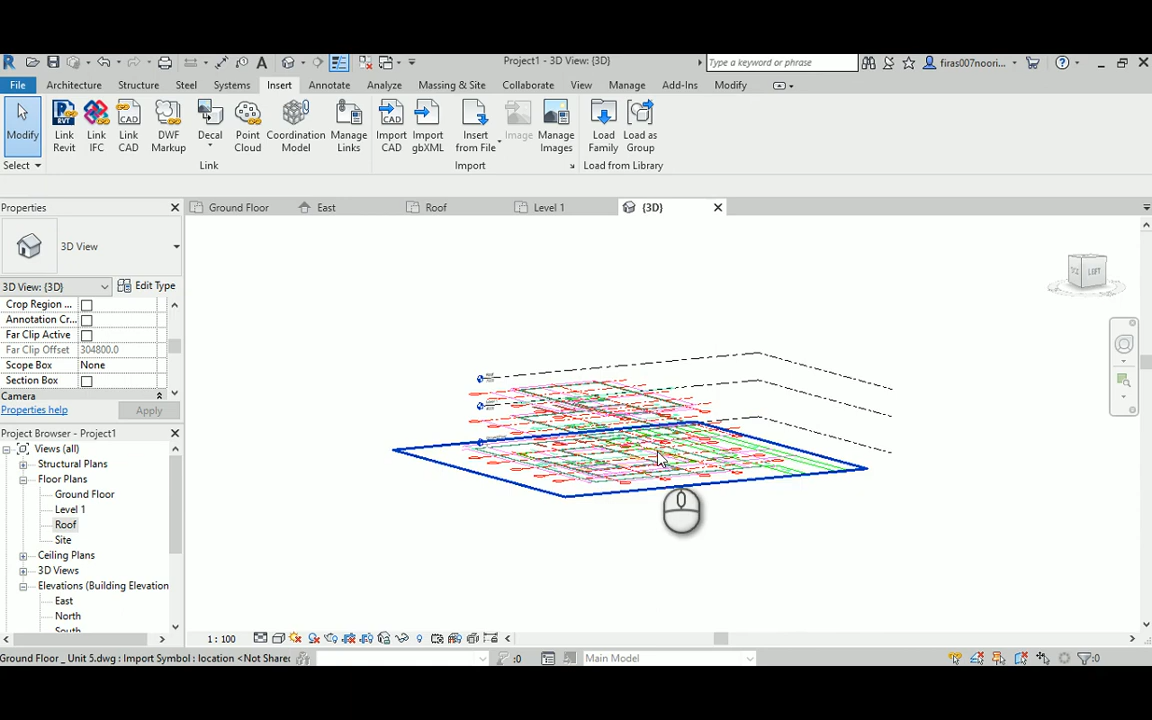 Project1 - 3D View: {3D}
Type a keyword or phrase
firas007noori...
File Architecture Structure Steel Systems Insert Annotate Analyze Massing & Site Collaborate View Manage Add-Ins Modify
Modify
Link Revit
Link IFC
Link CAD
DWF Markup
Decal
Point Cloud
Coordination Model
Manage Links
Import CAD
Import gbXML
Insert from File
Image
Manage Images
Load Family
Load as Group
Select
Link
Import
Load from Library
Properties
Ground Floor East Roof Level 1 {3D}
3D View
LEFT
3D View: {3D} Edit Type
Crop Region ...
Annotation Cr...
Far Clip Active
Far Clip Offset 304800.0
Scope Box None
Section Box
Camera
Properties help Apply
Project Browser - Project1
Views (all)
Structural Plans
Floor Plans
Ground Floor
Level 1
Roof
Site
Ceiling Plans
3D Views
Elevations (Building Elevation
East
North
South
1 : 100
Ground Floor _ Unit 5.dwg : Import Symbol : location <Not Shared
:0
Main Model
:0